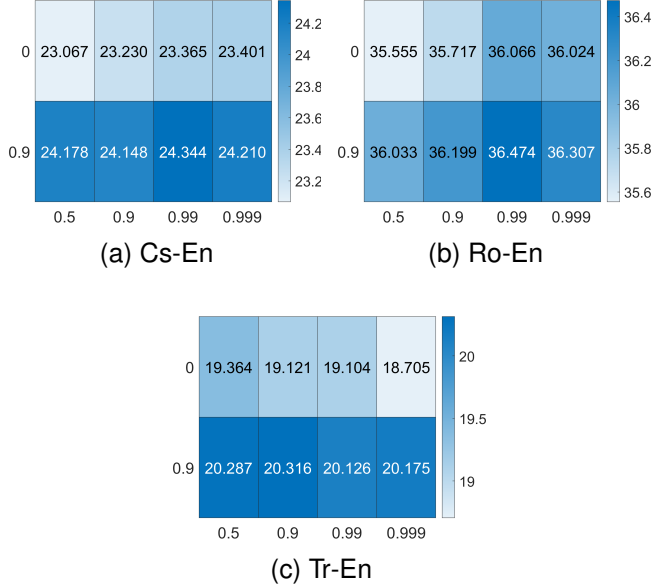 0 23.067 23.230 23.365 23.401
0.9 24.178 24.148 24.344 24.210
0.5 0.9 0.99 0.999
24.2
24
23.8
23.6
23.4
23.2
(a) Cs-En
0 35.555 35.717 36.066 36.024
0.9 36.033 36.199 36.474 36.307
0.5 0.9 0.99 0.999
36.4
36.2
36
35.8
35.6
(b) Ro-En
0 19.364 19.121 19.104 18.705
0.9 20.287 20.316 20.126 20.175
0.5 0.9 0.99 0.999
20
19.5
19
(c) Tr-En